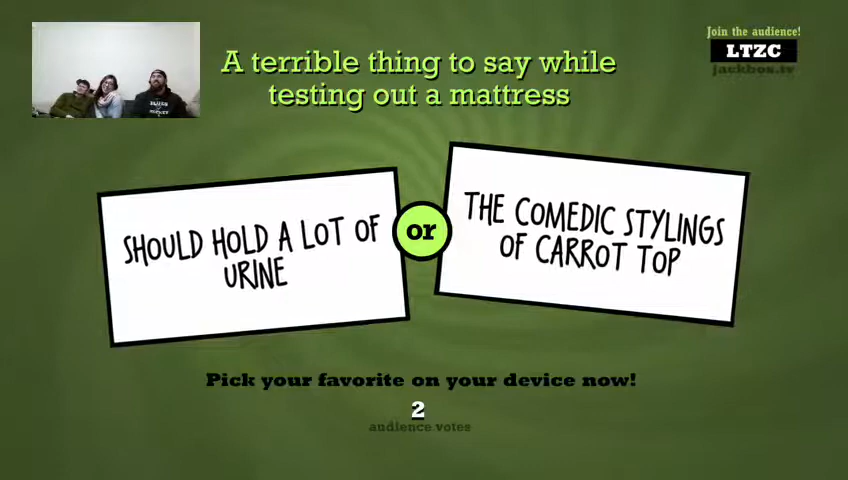 A terrible thing to say while
testing out a mattress
Join the audience!
LTZC
jackbox.tv
SHOULD HOLD A LOT OF
URINE
or
THE COMEDIC STYLINGS
OF CARROT TOP
Pick your favorite on your device now!
2
audience votes